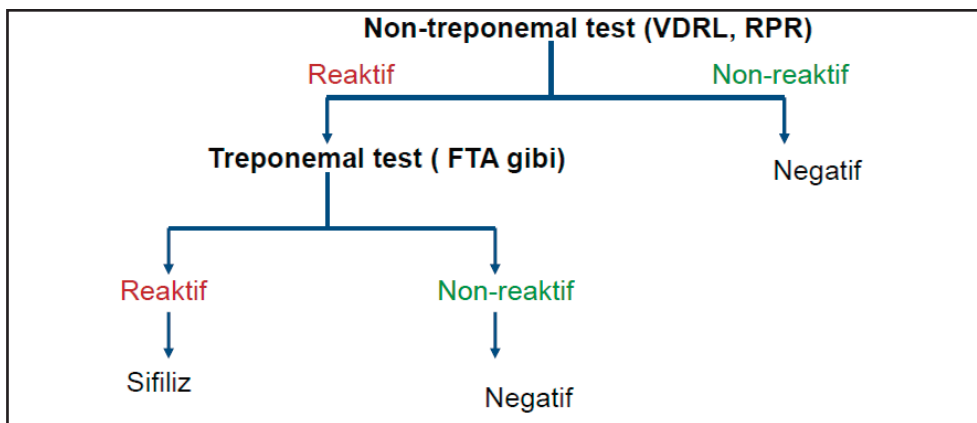 Non-treponemal test (VDRL, RPR)
Reaktif
Non-reaktif
Treponemal test ( FTA gibi)
Negatif
Reaktif
Non-reaktif
Sifiliz
Negatif